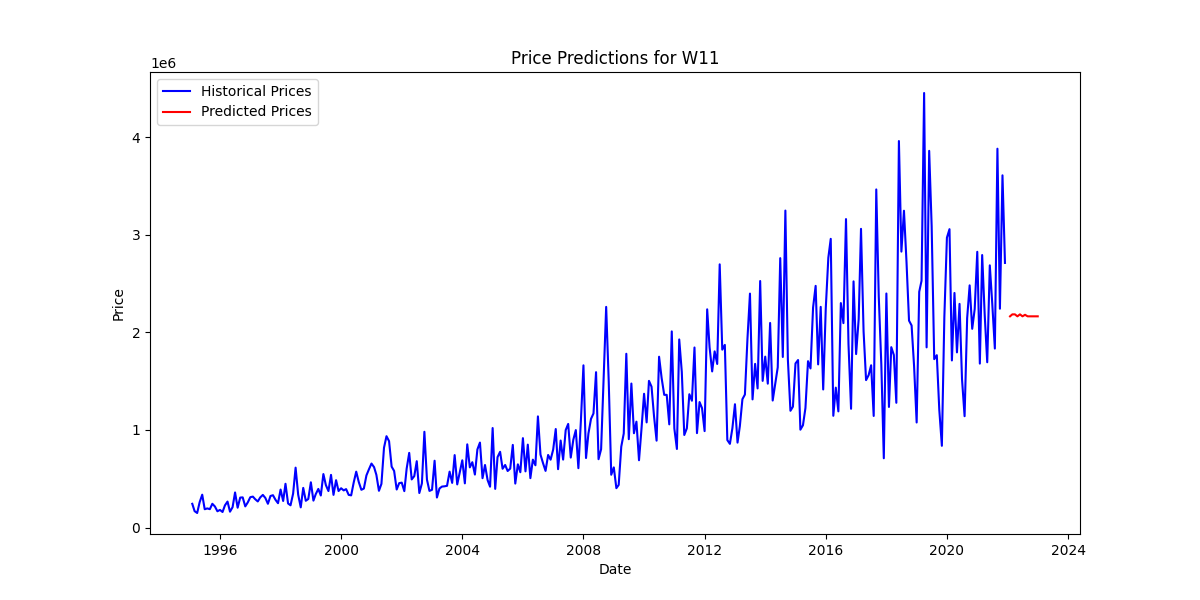 Price Predictions for W11
1e6
Historical Prices
Predicted Prices
4
3
2
1
0
Price
1996 2000 2004 2008 2012 2016 2020 2024
Date